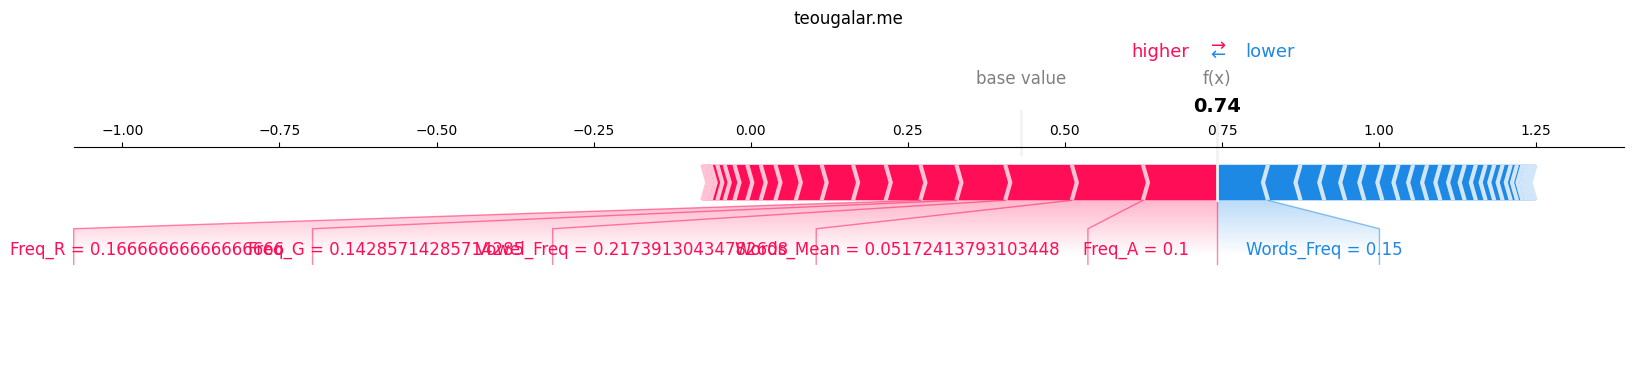 teougalar.me
higher → ← lower
base value f(x)
0.74
−1.00 −0.75 −0.50 −0.25 0.00 0.25 0.50 0.75 1.00 1.25
Freq_R = 0.16666666666666666 Freq_G = 0.14285714285714285 Vowel_Freq = 0.21739130434782608 Words_Mean = 0.05172413793103448 Freq_A = 0.1 Words_Freq = 0.15